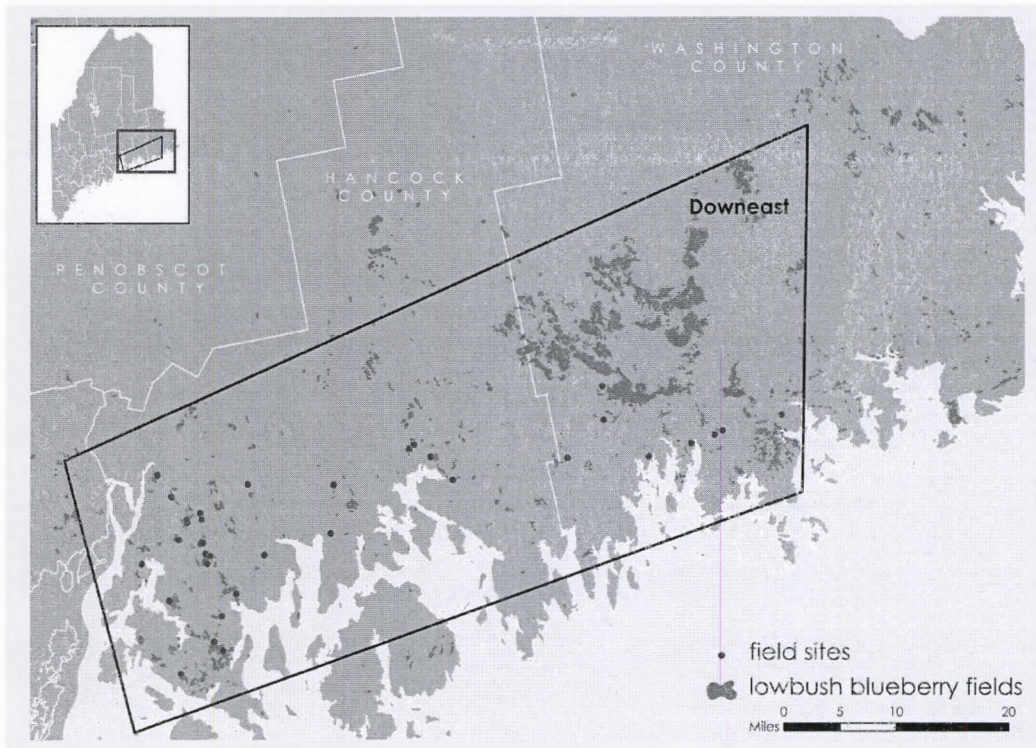 WASHINGTON
COUNTY
HANCOCK
COUNTY
Downeast
PENOBSCOT
COUNTY
field sites
lowbush blueberry fields
Miles 0 5 10 20